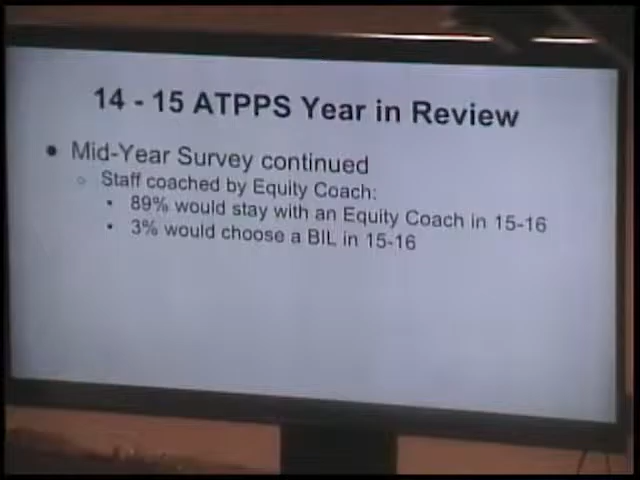 14 - 15 ATPPS Year in Review
● Mid-Year Survey continued
○ Staff coached by Equity Coach:
• 89% would stay with an Equity Coach in 15-16
• 3% would choose a BIL in 15-16